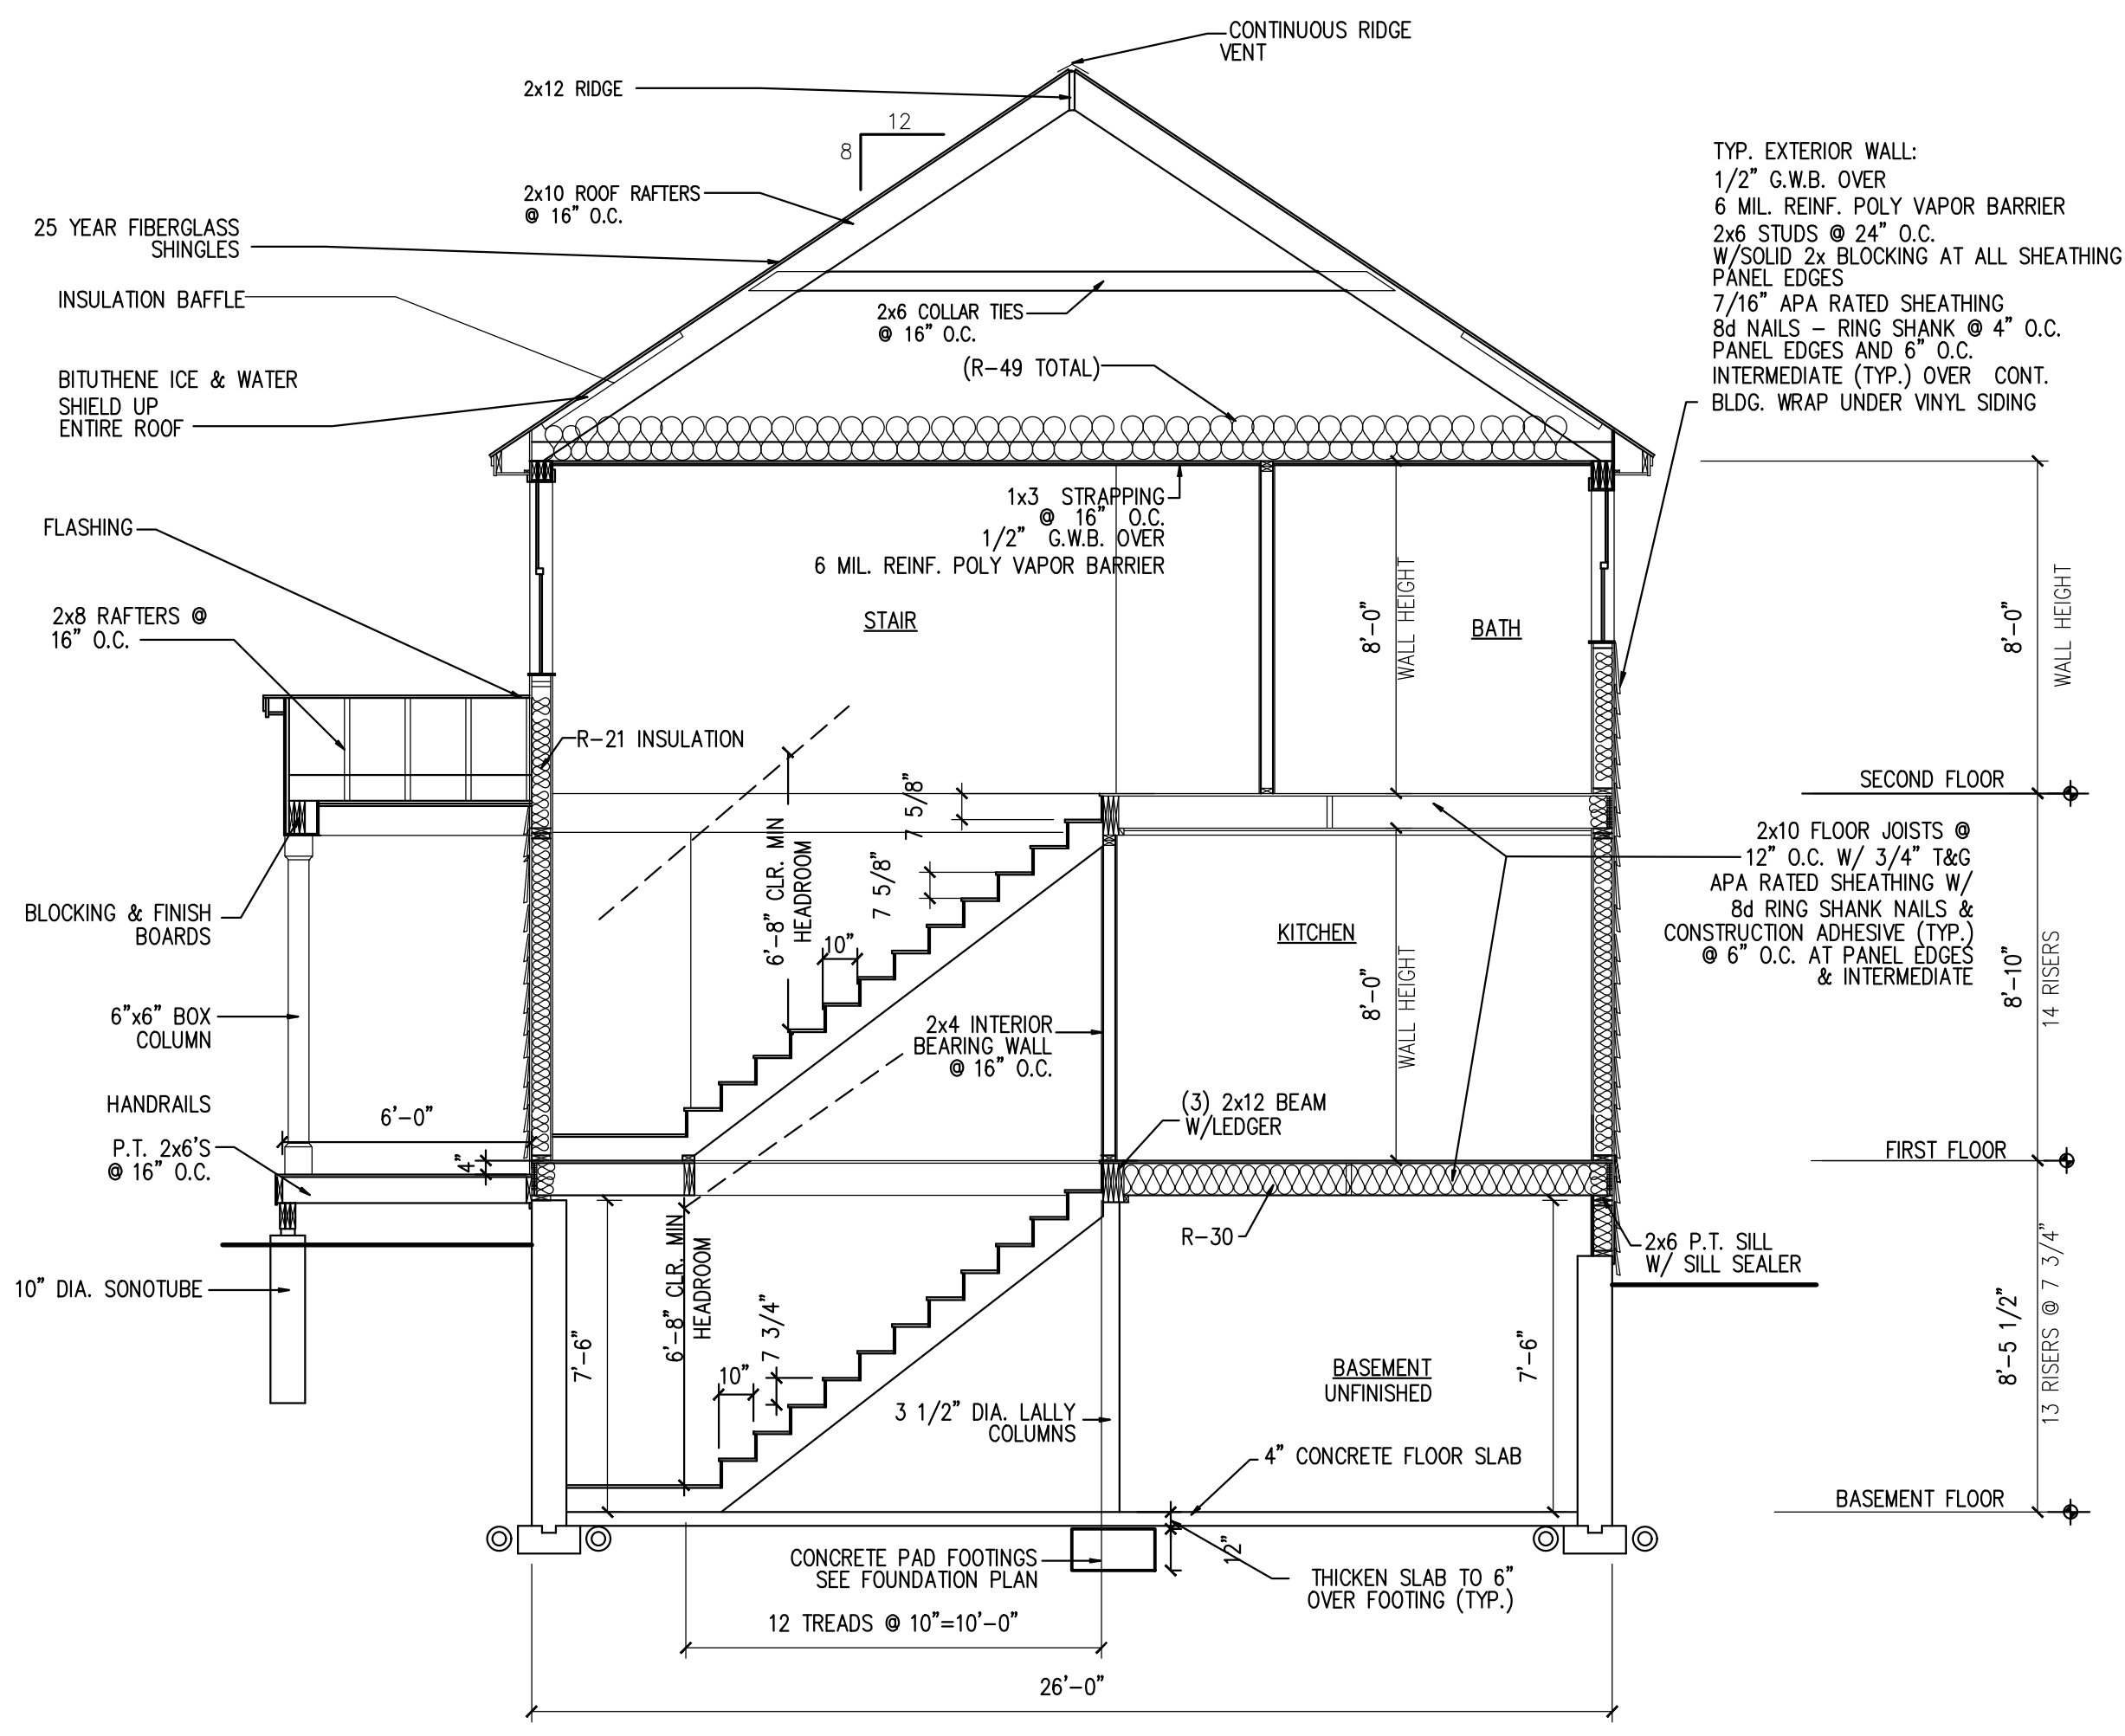 CONTINUOUS RIDGE
VENT
2x12 RIDGE
12
8
2x10 ROOF RAFTERS
@ 16" O.C.
25 YEAR FIBERGLASS
SHINGLES
INSULATION BAFFLE
BITUTHENE ICE & WATER
SHIELD UP
ENTIRE ROOF
2x6 COLLAR TIES
@ 16" O.C.
(R-49 TOTAL)
TYP. EXTERIOR WALL:
1/2" G.W.B. OVER
6 MIL. REINF. POLY VAPOR BARRIER
2x6 STUDS @ 24" O.C.
W/SOLID 2x BLOCKING AT ALL SHEATHING
PANEL EDGES
7/16" APA RATED SHEATHING
8d NAILS – RING SHANK @ 4" O.C.
PANEL EDGES AND 6" O.C.
INTERMEDIATE (TYP.) OVER CONT.
BLDG. WRAP UNDER VINYL SIDING
1x3 STRAPPING
@ 16" O.C.
1/2" G.W.B. OVER
6 MIL. REINF. POLY VAPOR BARRIER
FLASHING
2x8 RAFTERS @
16" O.C.
STAIR
8'-0"
WALL HEIGHT
BATH
8'-0"
WALL HEIGHT
R-21 INSULATION
SECOND FLOOR
7 5/8"
7 5/8"
6'-8" CLR. MIN
HEADROOM
10"
2x10 FLOOR JOISTS @
12" O.C. W/ 3/4" T&G
APA RATED SHEATHING W/
8d RING SHANK NAILS &
CONSTRUCTION ADHESIVE (TYP.)
@ 6" O.C. AT PANEL EDGES
& INTERMEDIATE
BLOCKING & FINISH
BOARDS
KITCHEN
8'-0"
WALL HEIGHT
8'-10"
14 RISERS
6"x6" BOX
COLUMN
2x4 INTERIOR
BEARING WALL
@ 16" O.C.
HANDRAILS
6'-0"
P.T. 2x6'S
@ 16" O.C.
4"
(3) 2x12 BEAM
W/LEDGER
FIRST FLOOR
R-30
2x6 P.T. SILL
W/ SILL SEALER
10" DIA. SONOTUBE
7'-6"
6'-8" CLR. MIN
HEADROOM
7 3/4"
10"
7'-6"
8'-5 1/2"
13 RISERS @ 7 3/4"
BASEMENT
UNFINISHED
3 1/2" DIA. LALLY
COLUMNS
4" CONCRETE FLOOR SLAB
BASEMENT FLOOR
12"
CONCRETE PAD FOOTINGS
SEE FOUNDATION PLAN
THICKEN SLAB TO 6"
OVER FOOTING (TYP.)
12 TREADS @ 10"=10'-0"
26'-0"